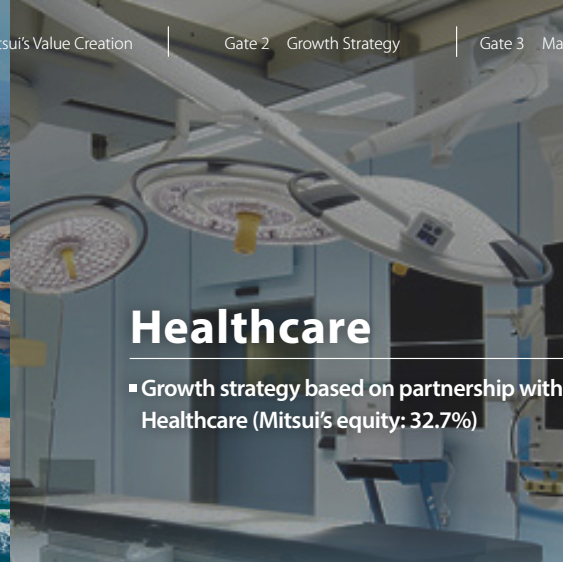 tsui's Value Creation Gate 2 Growth Strategy Gate 3 Ma
Healthcare
▪ Growth strategy based on partnership with
Healthcare (Mitsui's equity: 32.7%)